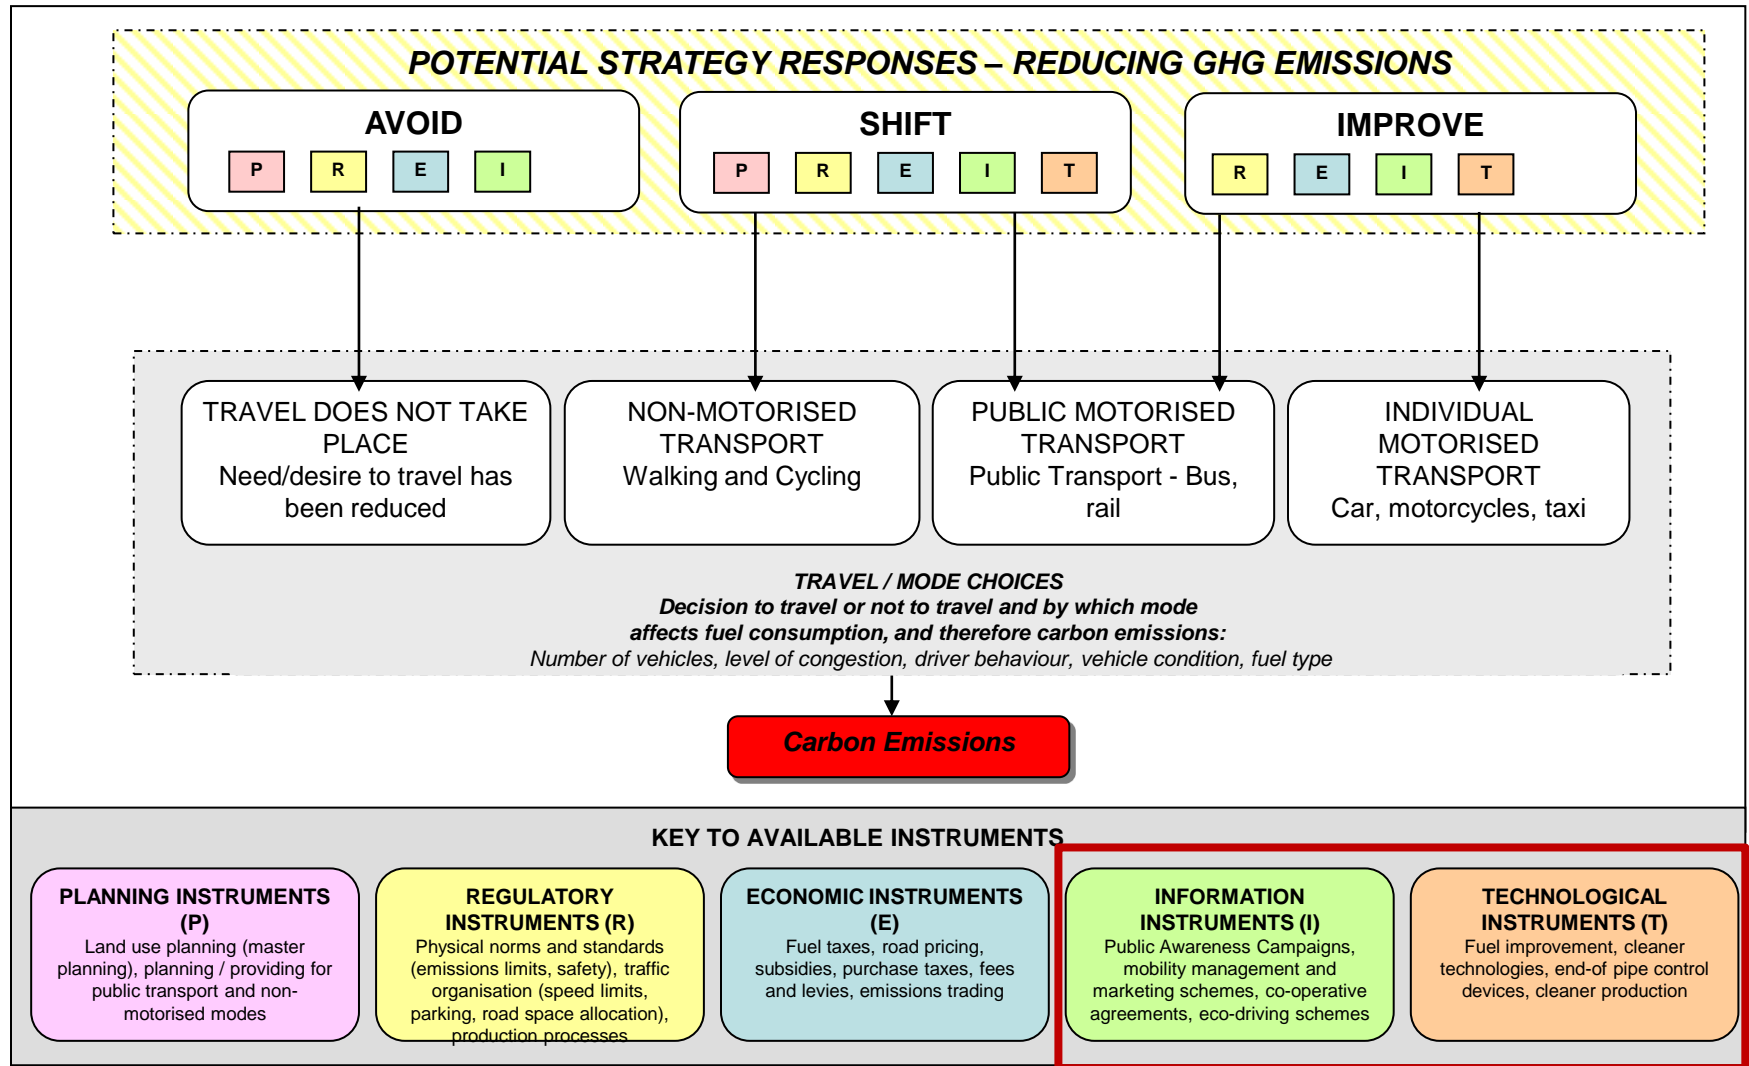 POTENTIAL STRATEGY RESPONSES – REDUCING GHG EMISSIONS
AVOID
P R E I
SHIFT
P R E I T
IMPROVE
R E I T
TRAVEL DOES NOT TAKE
PLACE
Need/desire to travel has
been reduced
NON-MOTORISED
TRANSPORT
Walking and Cycling
PUBLIC MOTORISED
TRANSPORT
Public Transport - Bus,
rail
INDIVIDUAL
MOTORISED
TRANSPORT
Car, motorcycles, taxi
TRAVEL / MODE CHOICES
Decision to travel or not to travel and by which mode
affects fuel consumption, and therefore carbon emissions:
Number of vehicles, level of congestion, driver behaviour, vehicle condition, fuel type
Carbon Emissions
KEY TO AVAILABLE INSTRUMENTS
PLANNING INSTRUMENTS
(P)
Land use planning (master
planning), planning / providing for
public transport and non-
motorised modes
REGULATORY
INSTRUMENTS (R)
Physical norms and standards
(emissions limits, safety), traffic
organisation (speed limits,
parking, road space allocation),
production processes
ECONOMIC INSTRUMENTS
(E)
Fuel taxes, road pricing,
subsidies, purchase taxes, fees
and levies, emissions trading
INFORMATION
INSTRUMENTS (I)
Public Awareness Campaigns,
mobility management and
marketing schemes, co-operative
agreements, eco-driving schemes
TECHNOLOGICAL
INSTRUMENTS (T)
Fuel improvement, cleaner
technologies, end-of pipe control
devices, cleaner production